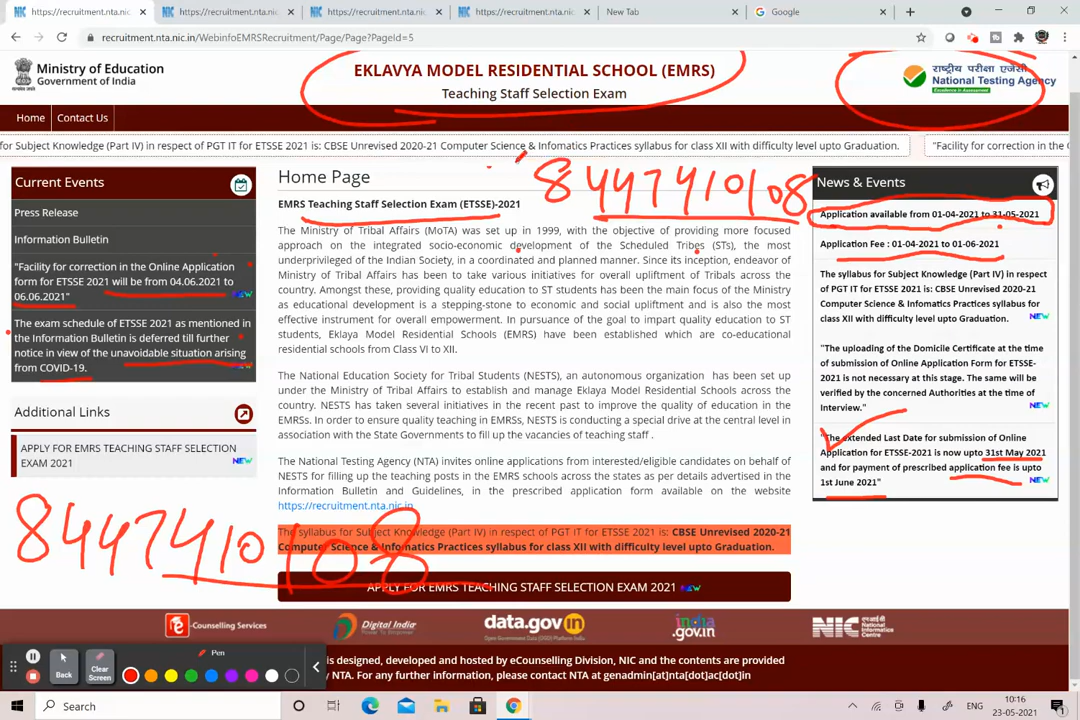 https://recruitment.nta.nic.in/
https://recruitment.nta.nic.in/
https://recruitment.nta.nic.in/
https://recruitment.nta.nic.in/
New Tab
Google
recruitment.nta.nic.in/WebinfoEMRSRecruitment/Page/Page?PageId=5
Ministry of Education
Government of India
EKLAVYA MODEL RESIDENTIAL SCHOOL (EMRS)
Teaching Staff Selection Exam
राष्ट्रीय परीक्षा एजेंसी
National Testing Agency
Excellence in Assessment
Home
Contact Us
for Subject Knowledge (Part IV) in respect of PGT IT for ETSSE 2021 is: CBSE Unrevised 2020-21 Computer Science & Infomatics Practices syllabus for class XII with difficulty level upto Graduation.
"Facility for correction in the O
Current Events
Press Release
Information Bulletin
"Facility for correction in the Online Application
form for ETSSE 2021 will be from 04.06.2021 to
06.06.2021"
NEW
The exam schedule of ETSSE 2021 as mentioned in
the Information Bulletin is deferred till further
notice in view of the unavoidable situation arising
from COVID-19.
NEW
Additional Links
APPLY FOR EMRS TEACHING STAFF SELECTION
EXAM 2021
NEW
8447410108
Home Page
8447410108
EMRS Teaching Staff Selection Exam (ETSSE)-2021
The Ministry of Tribal Affairs (MoTA) was set up in 1999, with the objective of providing more focused
approach on the integrated socio-economic development of the Scheduled Tribes (STs), the most
underprivileged of the Indian Society, in a coordinated and planned manner. Since its inception, endeavor of
Ministry of Tribal Affairs has been to take various initiatives for overall upliftment of Tribals across the
country. Amongst these, providing quality education to ST students has been the main focus of the Ministry
as educational development is a stepping-stone to economic and social upliftment and is also the most
effective instrument for overall empowerment. In pursuance of the goal to impart quality education to ST
students, Eklaya Model Residential Schools (EMRS) have been established which are co-educational
residential schools from Class VI to XII.
The National Education Society for Tribal Students (NESTS), an autonomous organization has been set up
under the Ministry of Tribal Affairs to establish and manage Eklaya Model Residential Schools across the
country. NESTS has taken several initiatives in the recent past to improve the quality of education in the
EMRSs. In order to ensure quality teaching in EMRSs, NESTS is conducting a special drive at the central level in
association with the State Governments to fill up the vacancies of teaching staff .
The National Testing Agency (NTA) invites online applications from interested/eligible candidates on behalf of
NESTS for filling up the teaching posts in the EMRS schools across the states as per details advertised in the
Information Bulletin and Guidelines, in the prescribed application form available on the website
https://recruitment.nta.nic.in
The syllabus for Subject Knowledge (Part IV) in respect of PGT IT for ETSSE 2021 is: CBSE Unrevised 2020-21
Computer Science & Infomatics Practices syllabus for class XII with difficulty level upto Graduation.
APPLY FOR EMRS TEACHING STAFF SELECTION EXAM 2021 NEW
News & Events
Application available from 01-04-2021 to 31-05-2021
Application Fee : 01-04-2021 to 01-06-2021
The syllabus for Subject Knowledge (Part IV) in respect
of PGT IT for ETSSE 2021 is: CBSE Unrevised 2020-21
Computer Science & Infomatics Practices syllabus for
class XII with difficulty level upto Graduation.
NEW
"The uploading of the Domicile Certificate at the time
of submission of Online Application Form for ETSSE-
2021 is not necessary at this stage. The same will be
verified by the concerned Authorities at the time of
Interview."
NEW
"The extended Last Date for submission of Online
Application for ETSSE-2021 is now upto 31st May 2021
and for payment of prescribed application fee is upto
1st June 2021"
NEW
e-Counselling Services
Digital India
Power To Empower
data.gov.in
Open Government Data (OGD) Platform India
india.gov.in
NIC
National
Informatics
Centre
is designed, developed and hosted by eCounselling Division, NIC and the contents are provided
NTA. For any further information, please contact NTA at genadmin[at]nta[dot]ac[dot]in
Pen
Back
Clear
Screen
Search
ENG
10:16
23-05-2021